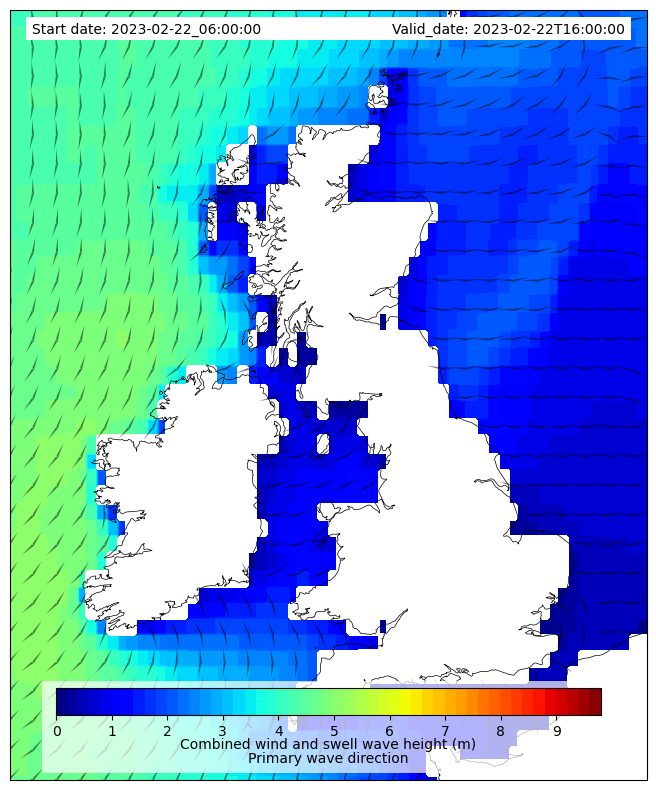 Start date: 2023-02-22_06:00:00 Valid_date: 2023-02-22T16:00:00
0 1 2 3 4 5 6 7 8 9
Combined wind and swell wave height (m)
Primary wave direction